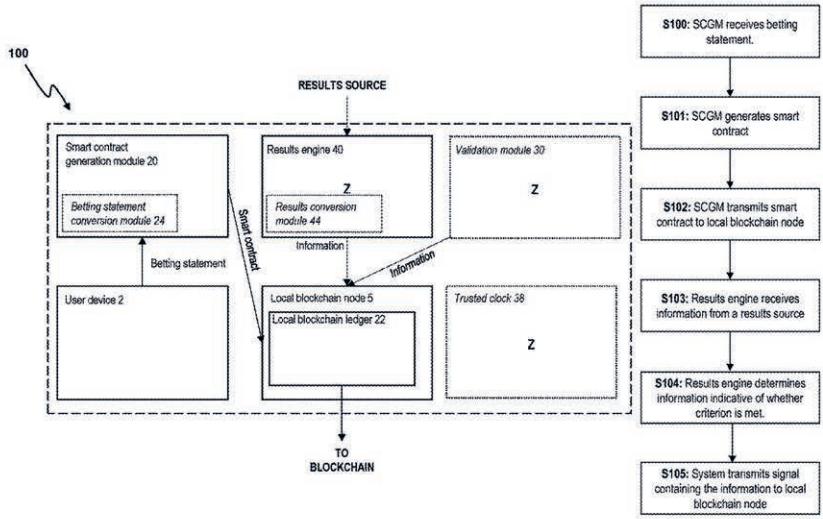 100
RESULTS SOURCE
Smart contract
generation module 20
Betting statement
conversion module 24
Betting statement
User device 2
Smart contract
Results engine 40
Z
Results conversion
module 44
Information
Validation module 30
Z
Information
Local blockchain node 5
Local blockchain ledger 22
Trusted clock 38
Z
TO
BLOCKCHAIN
S100: SCGM receives betting
statement.
S101: SCGM generates smart
contract
S102: SCGM transmits smart
contract to local blockchain node
S103: Results engine receives
information from a results source
S104: Results engine determines
information indicative of whether
criterion is met.
S105: System transmits signal
containing the information to local
blockchain node